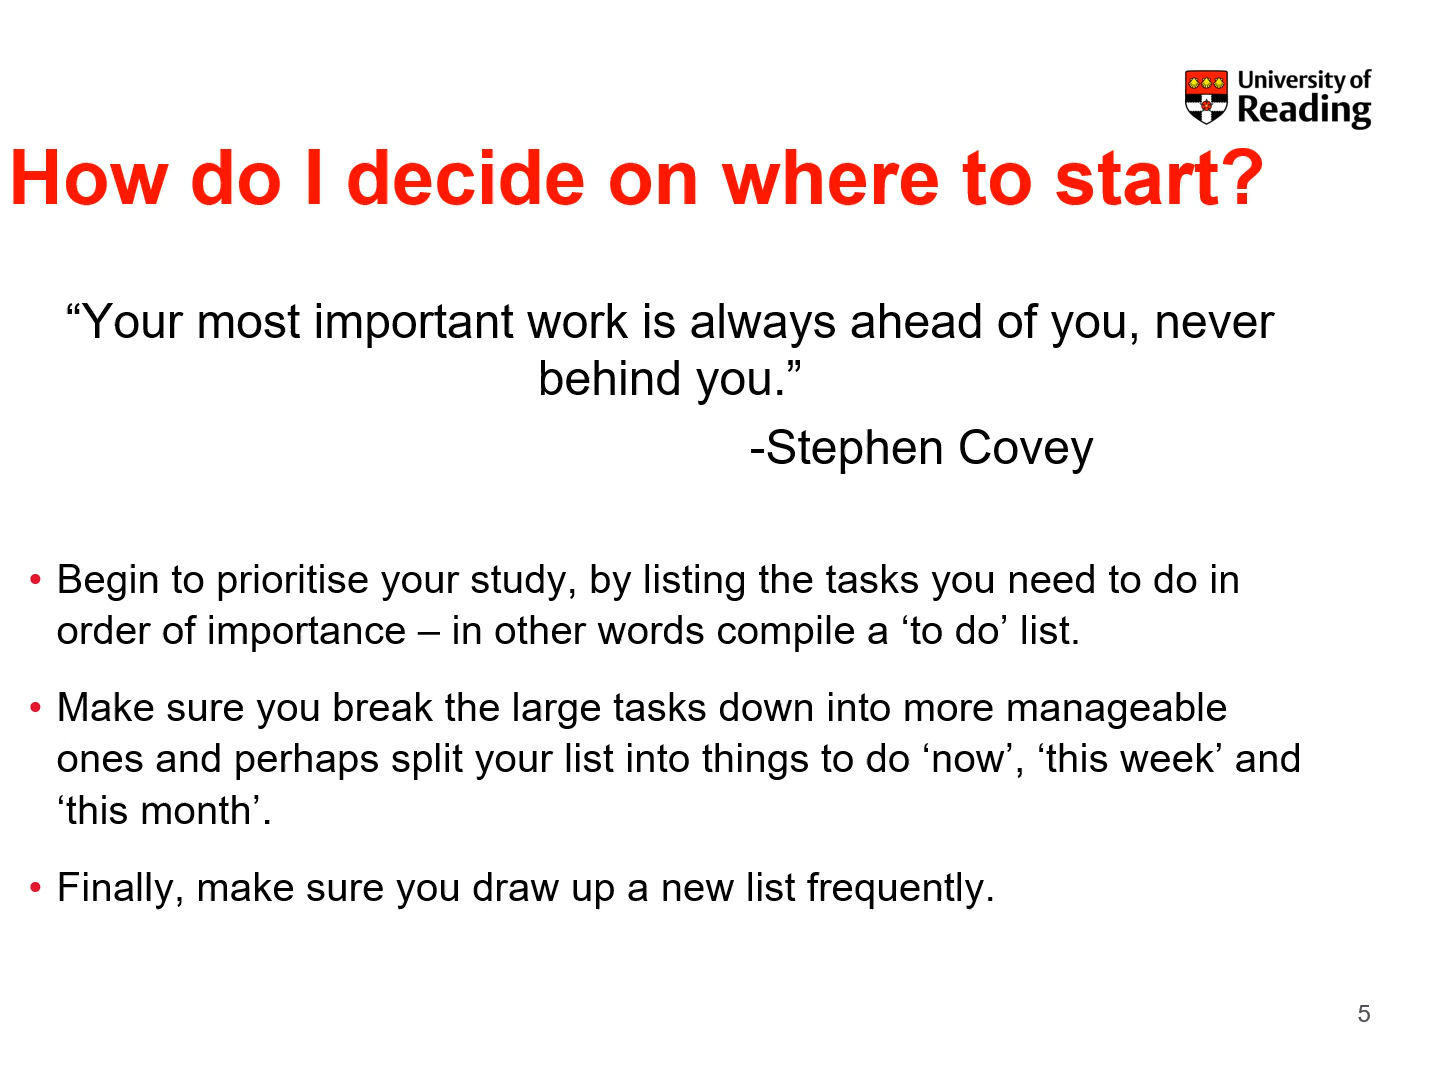 University of
Reading
How do I decide on where to start?
“Your most important work is always ahead of you, never
behind you.”
-Stephen Covey
• Begin to prioritise your study, by listing the tasks you need to do in
order of importance – in other words compile a ‘to do’ list.
• Make sure you break the large tasks down into more manageable
ones and perhaps split your list into things to do ‘now’, ‘this week’ and
‘this month’.
• Finally, make sure you draw up a new list frequently.
5